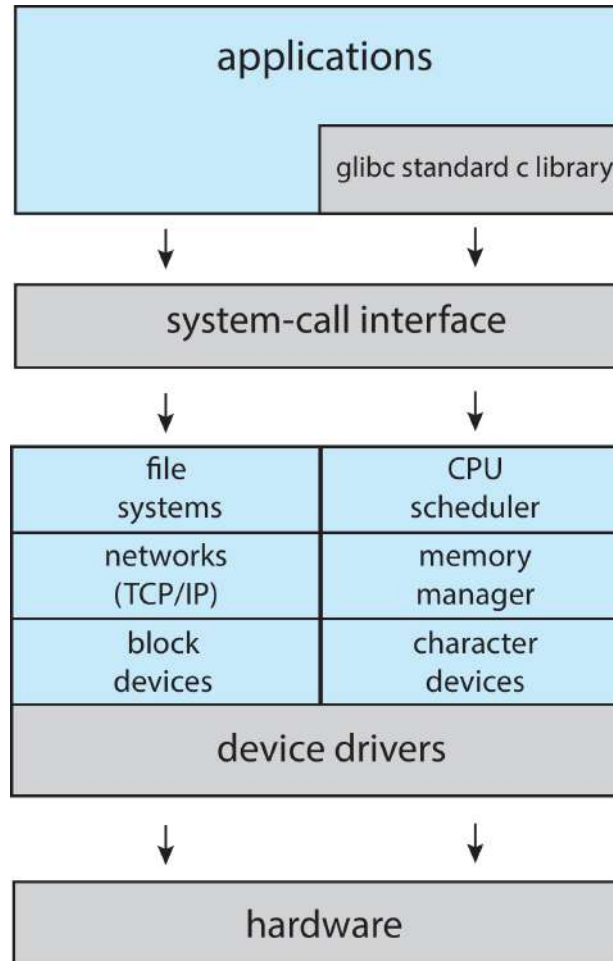 applications
glibc standard c library
system-call interface
file
systems
CPU
scheduler
networks
(TCP/IP)
memory
manager
block
devices
character
devices
device drivers
hardware